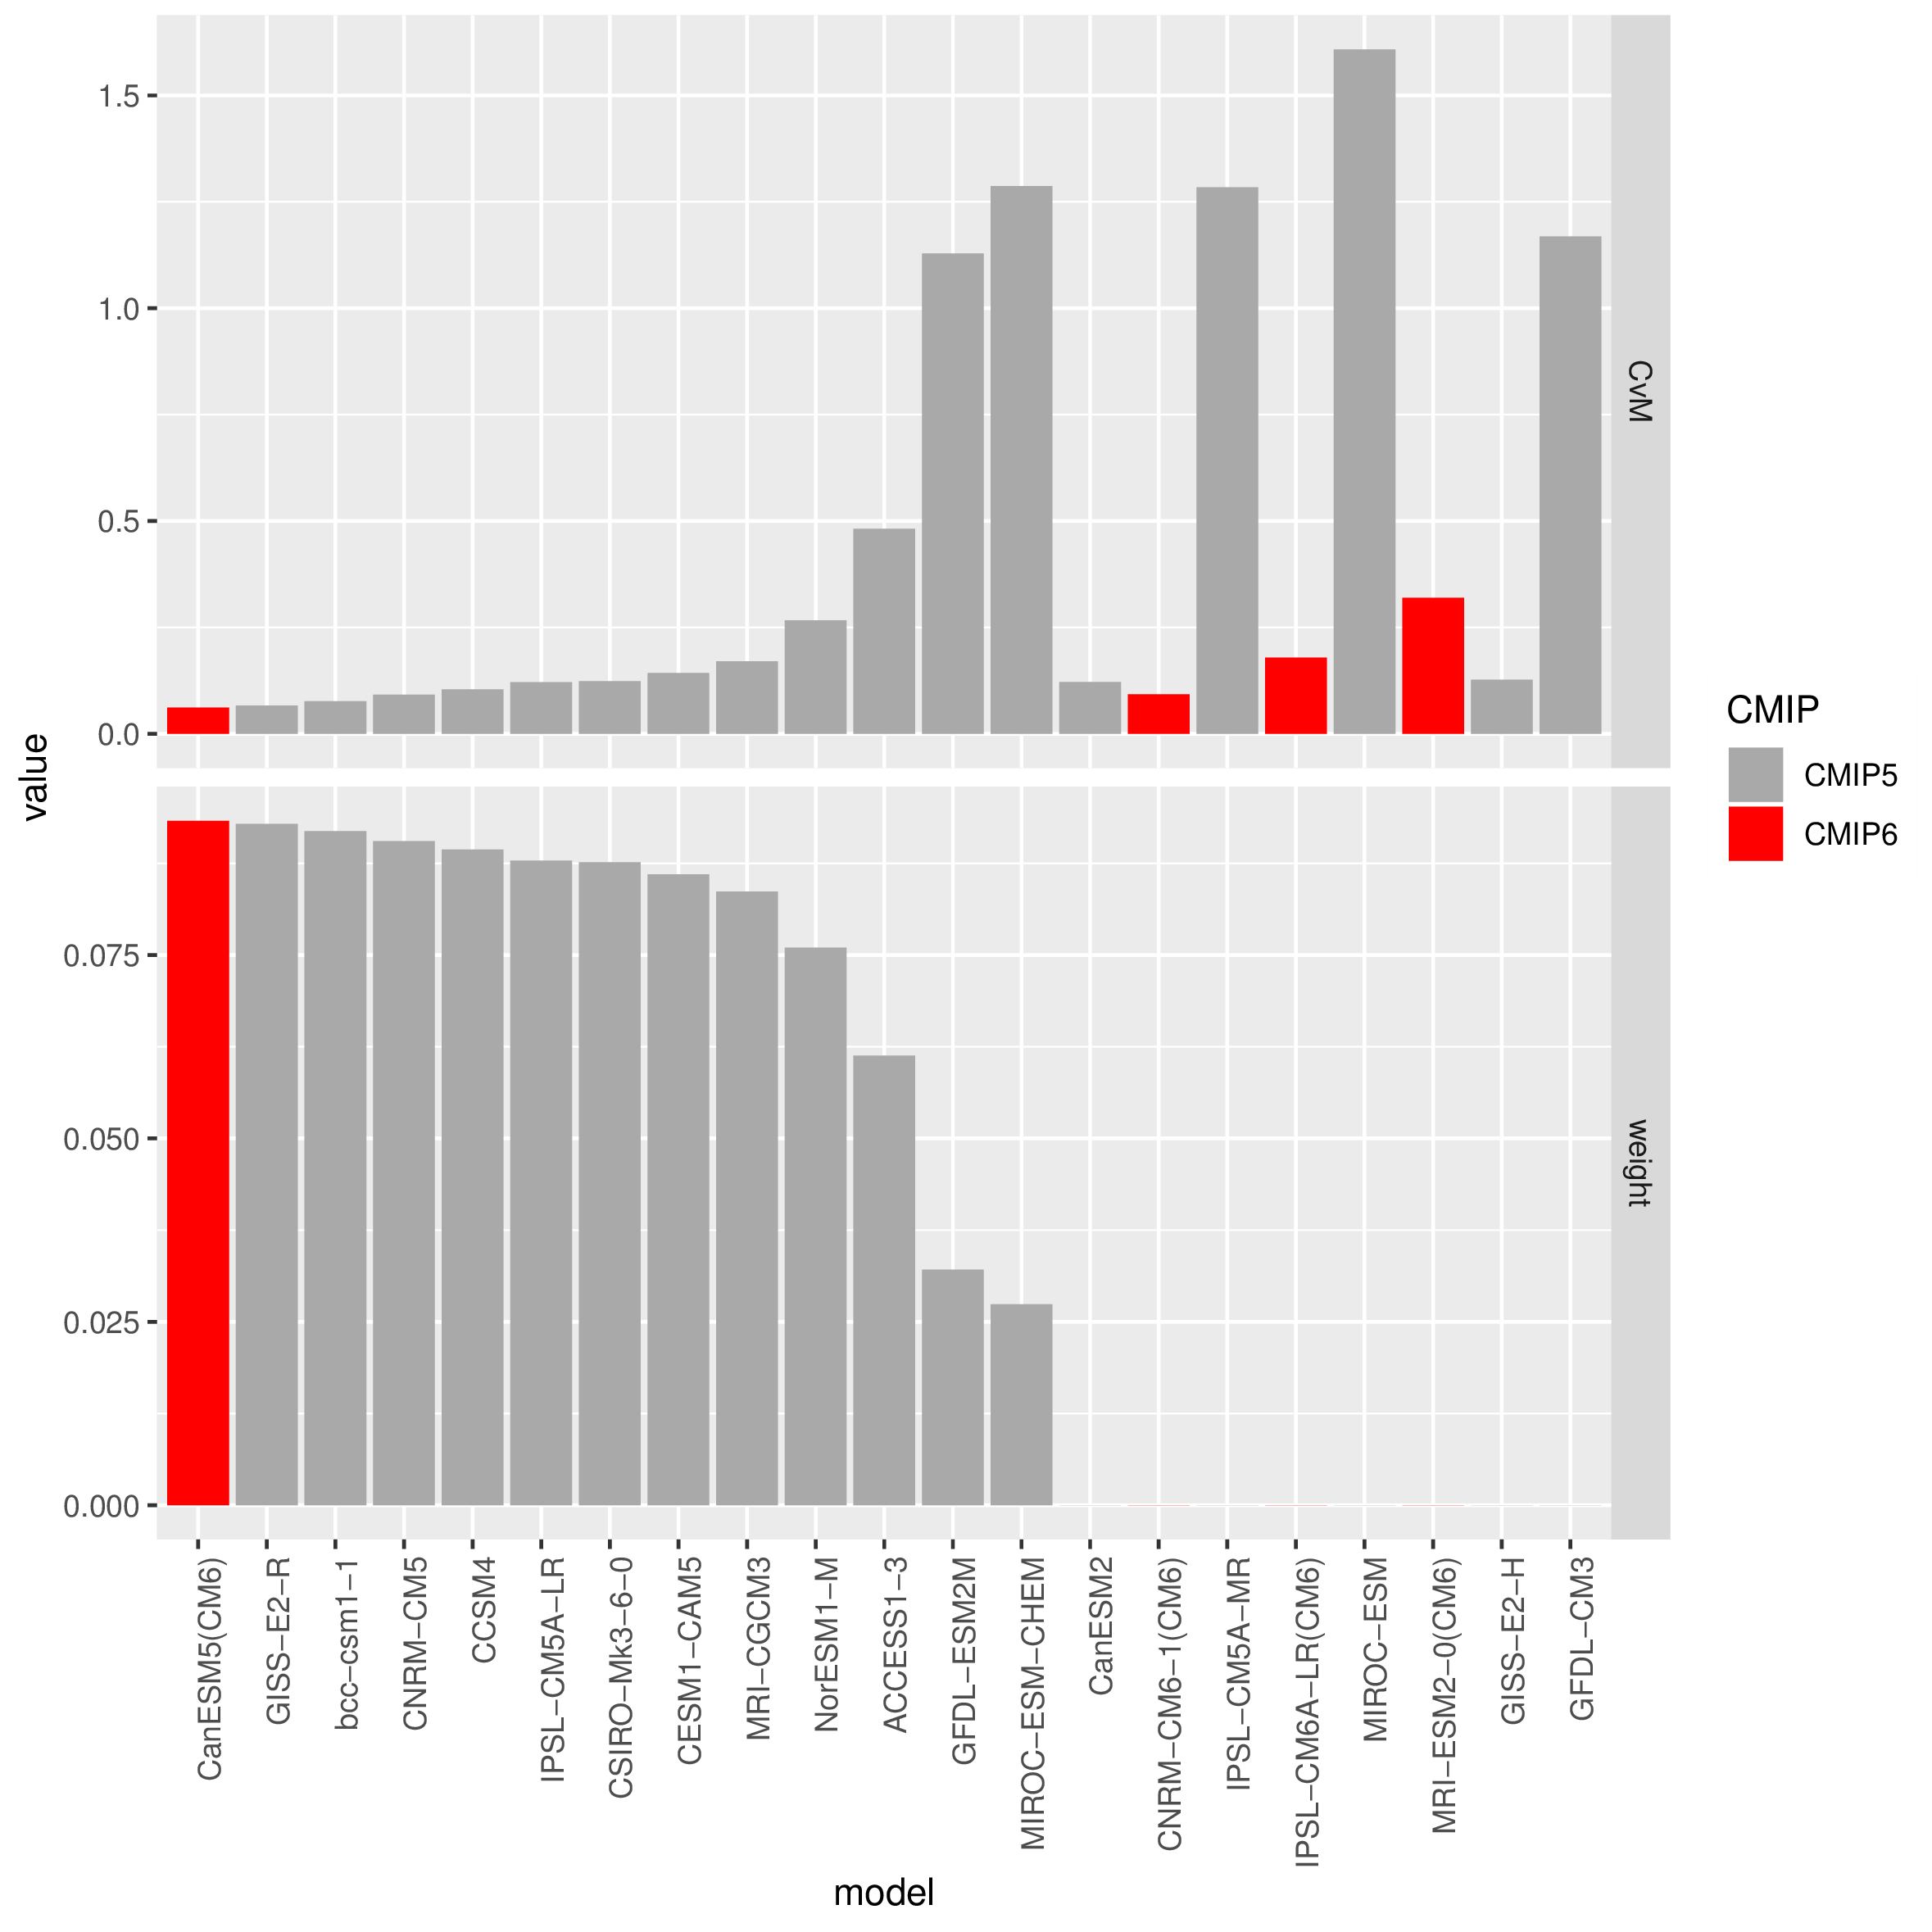 value
1.5
1.0
0.5
0.0
CvM
0.075
0.050
0.025
0.000
weight
CanESM5(CM6)
GISS−E2−R
bcc−csm1−1
CNRM−CM5
CCSM4
IPSL−CM5A−LR
CSIRO−Mk3−6−0
CESM1−CAM5
MRI−CGCM3
NorESM1−M
ACCESS1−3
GFDL−ESM2M
MIROC−ESM−CHEM
CanESM2
CNRM−CM6−1(CM6)
IPSL−CM5A−MR
IPSL−CM6A−LR(CM6)
MIROC−ESM
MRI−ESM2−0(CM6)
GISS−E2−H
GFDL−CM3
model
CMIP
CMIP5
CMIP6